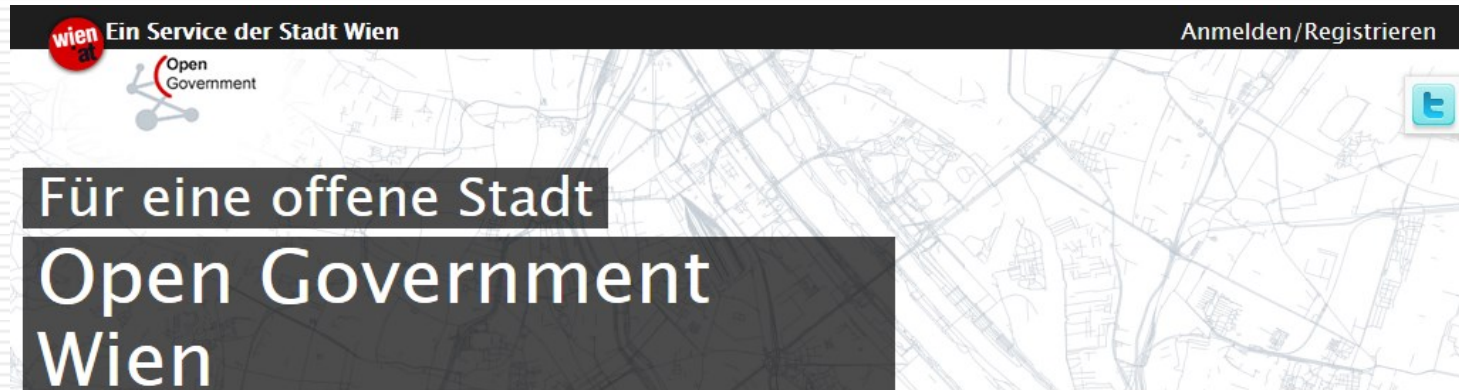 wien at
Ein Service der Stadt Wien
Anmelden/Registrieren
Open
Government
t
Für eine offene Stadt
Open Government
Wien